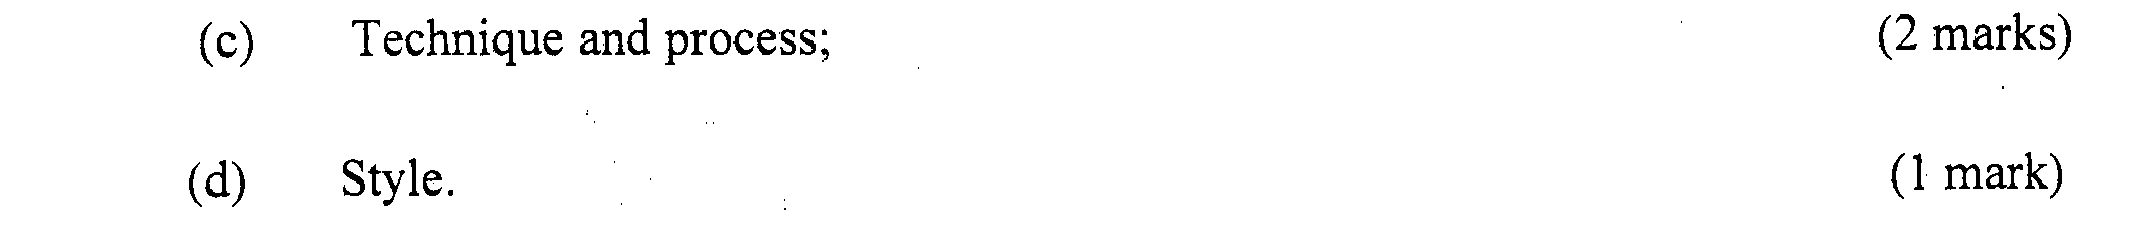 (c) Technique and process; (2 marks)
(d) Style. (1 mark)